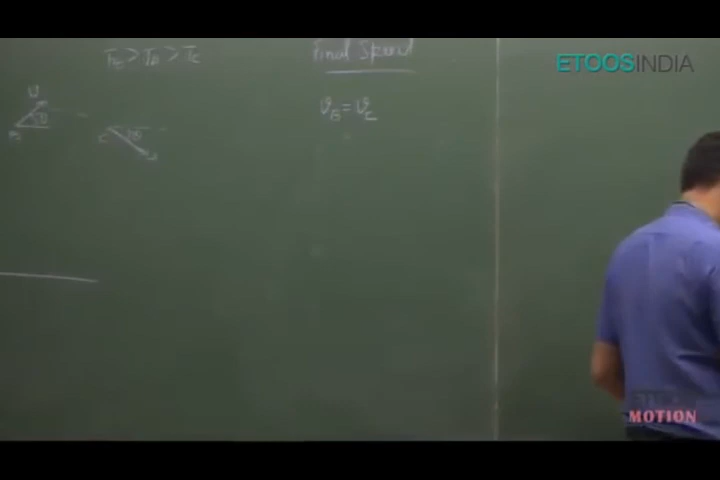 T_B > T_A > T_C
Final Speed
v_B = v_C
u
B
C
ETOOSINDIA
MOTION